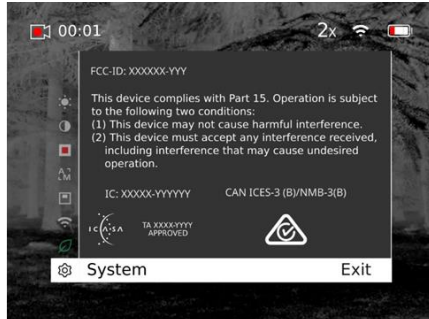 00:01 2x
FCC-ID: XXXXXX-YYY
This device complies with Part 15. Operation is subject
to the following two conditions:
(1) This device may not cause harmful interference.
(2) This device must accept any interference received,
including interference that may cause undesired
operation.
IC: XXXXX-YYYYYY CAN ICES-3 (B)/NMB-3(B)
ICASA TA XXXX-YYYY
APPROVED
System Exit